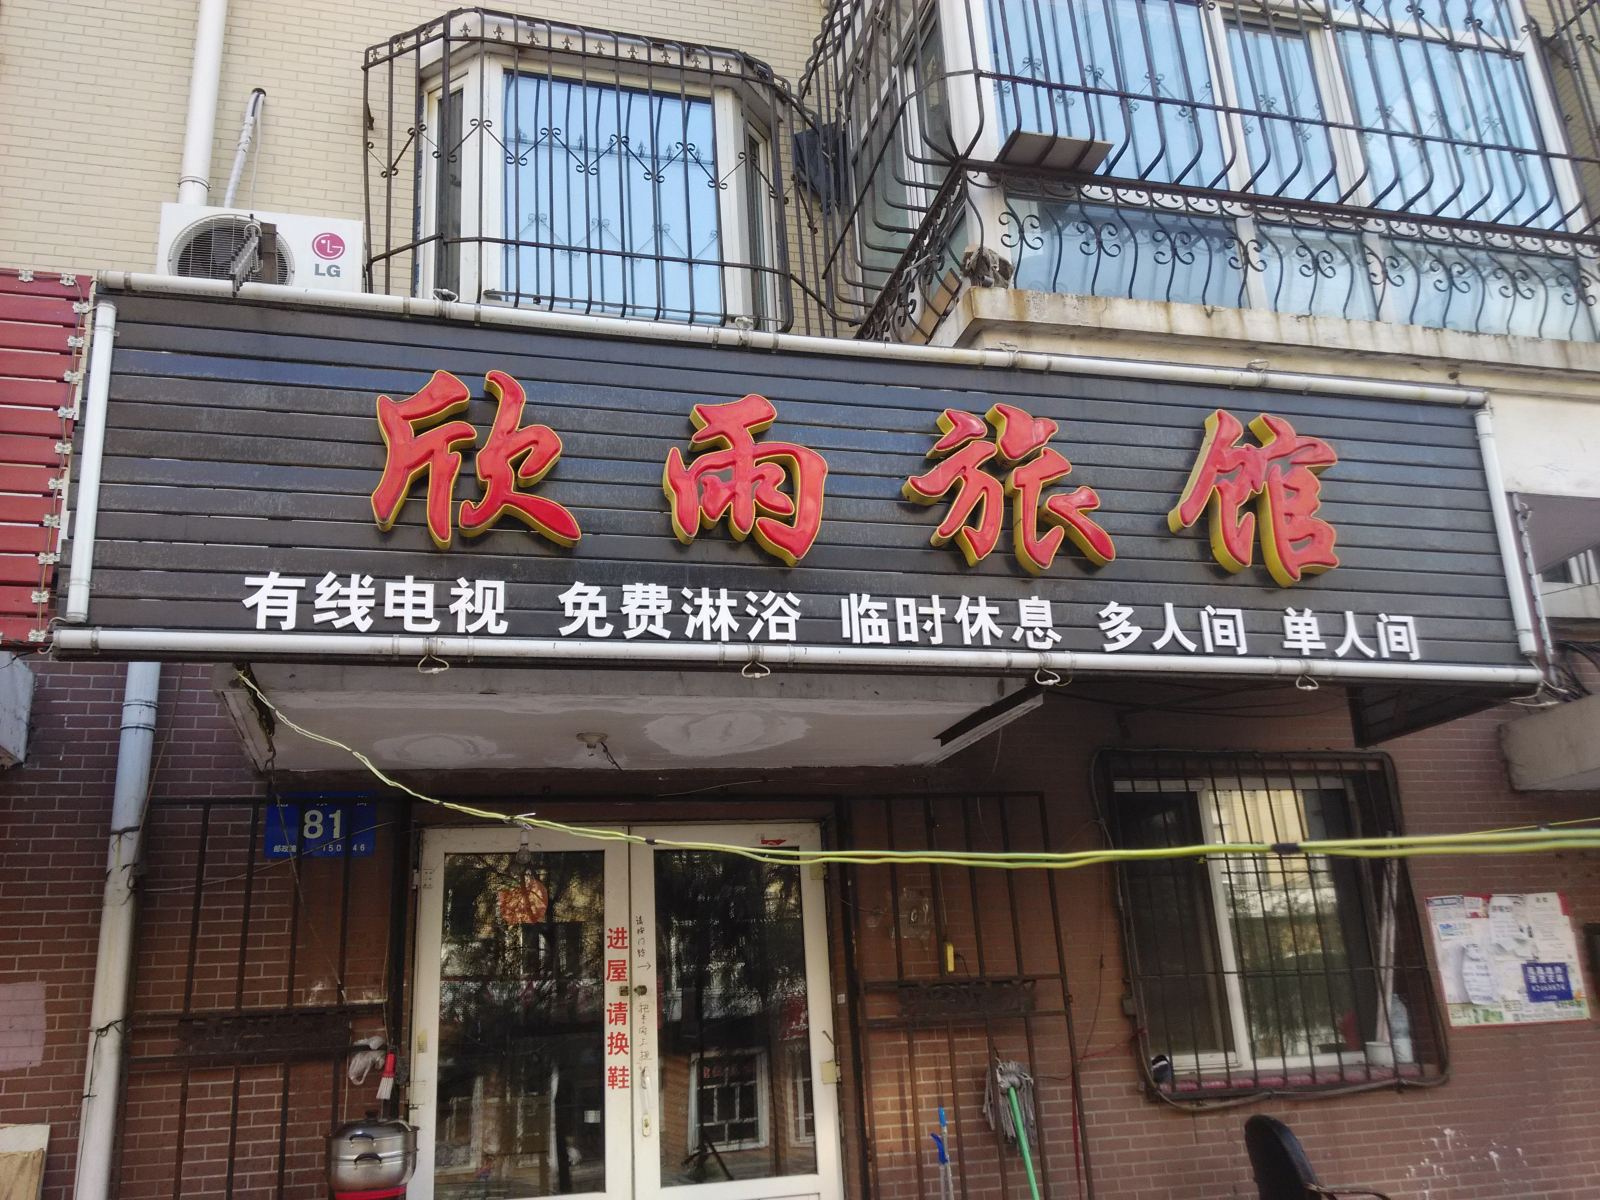 LG
欣雨旅馆
有线电视 免费淋浴 临时休息 多人间 单人间
81
进屋请换鞋